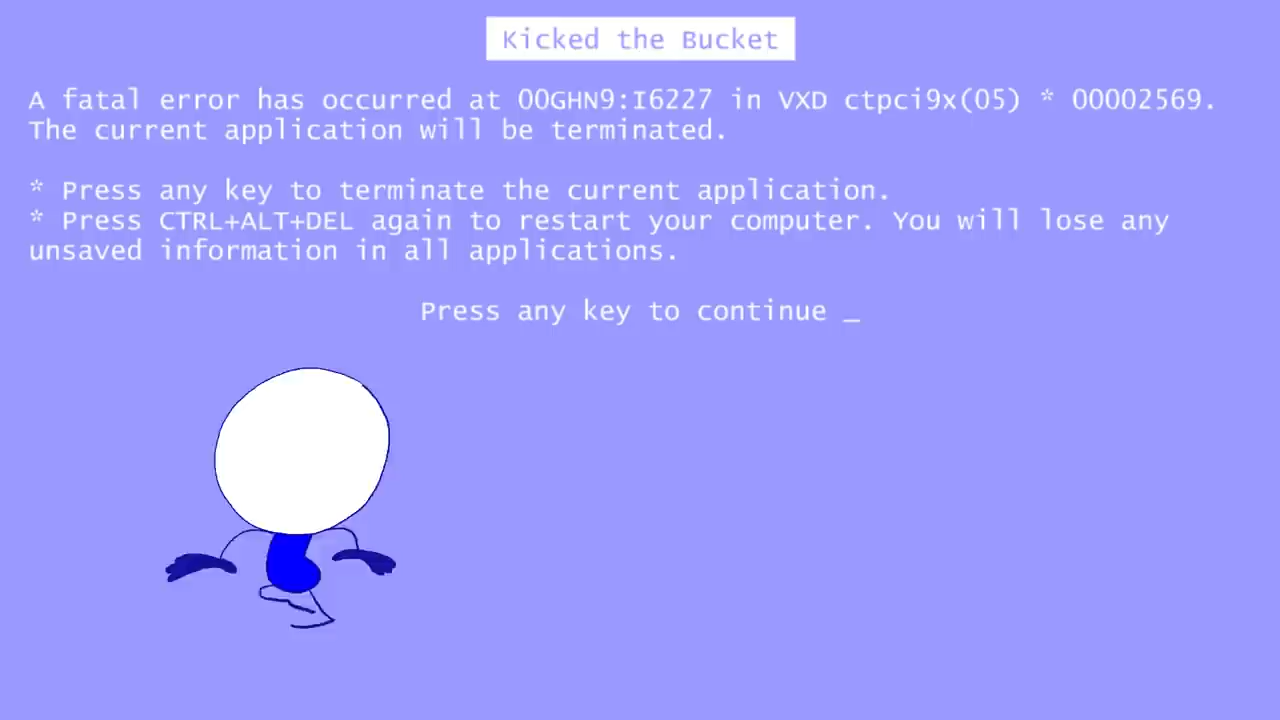 Kicked the Bucket
A fatal error has occurred at 00GHN9:I6227 in VXD ctpci9x(05) * 00002569.
The current application will be terminated.
* Press any key to terminate the current application.
* Press CTRL+ALT+DEL again to restart your computer. You will lose any
unsaved information in all applications.
Press any key to continue _